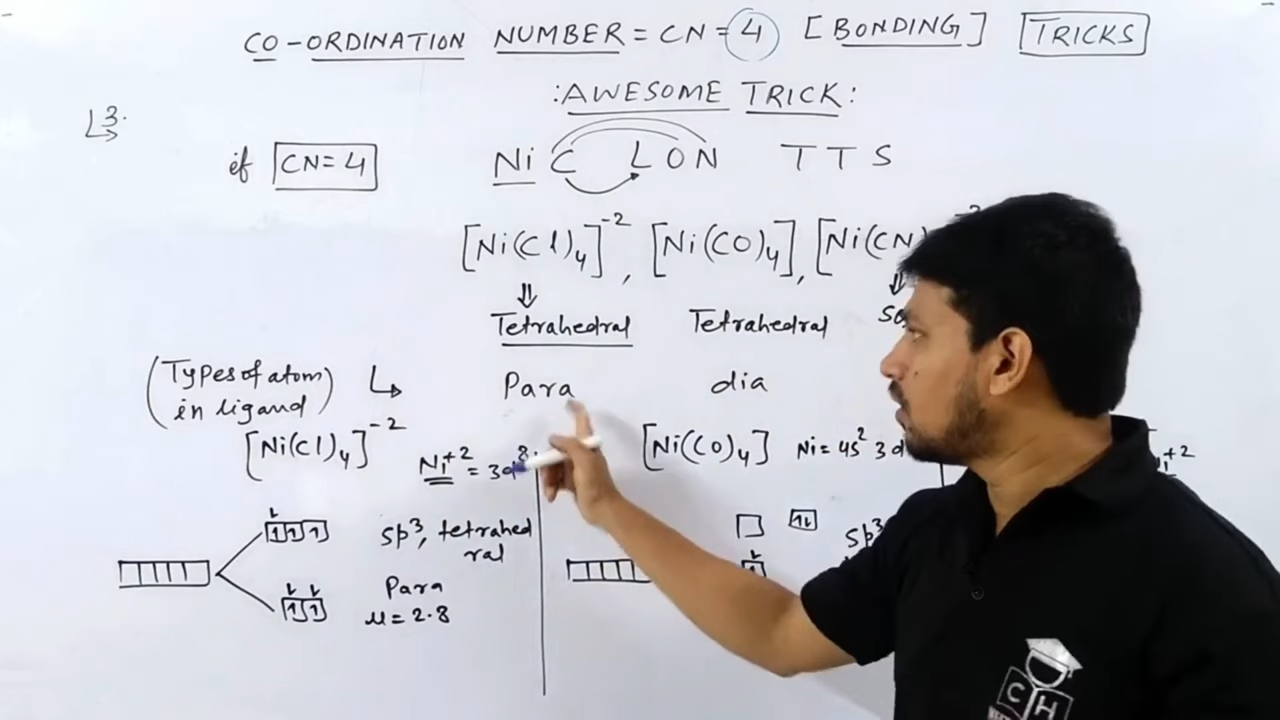 CO-ORDINATION NUMBER = CN = 4 [BONDING] TRICKS
:AWESOME TRICK:
↳3.
if CN=4 Ni C L O N T T S
[Ni(Cl)₄]⁻², [Ni(CO)₄], [Ni(CN)
⇓ ⇓
Tetrahedral Tetrahedral
(Types of atom in ligand) ↳ Para dia
[Ni(Cl)₄]⁻² Ni⁺² = 3d⁸ [Ni(CO)₄] Ni = 4s² 3d
sp³, tetrahedral sp³
Para
μ = 2.8
C H